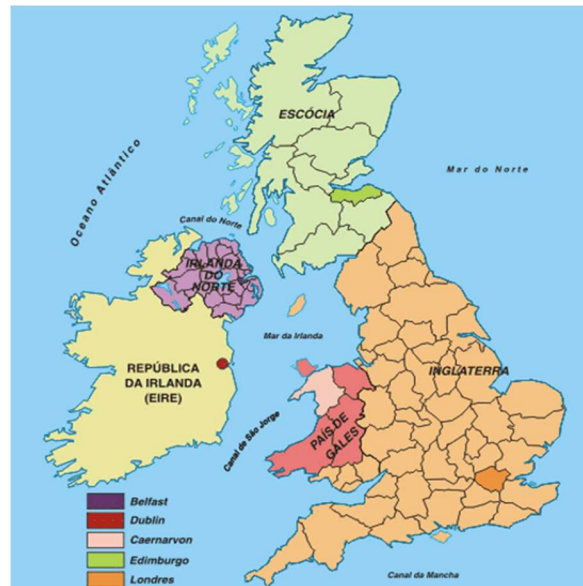 ESCÓCIA
Mar do Norte
Oceano Atlântico
Canal do Norte
IRLANDA
DO
NORTE
Mar da Irlanda
REPÚBLICA
DA IRLANDA
(EIRE)
INGLATERRA
Canal de São Jorge
PAÍS DE
GALES
Belfast
Dublin
Caernarvon
Edimburgo
Londres
Canal da Mancha